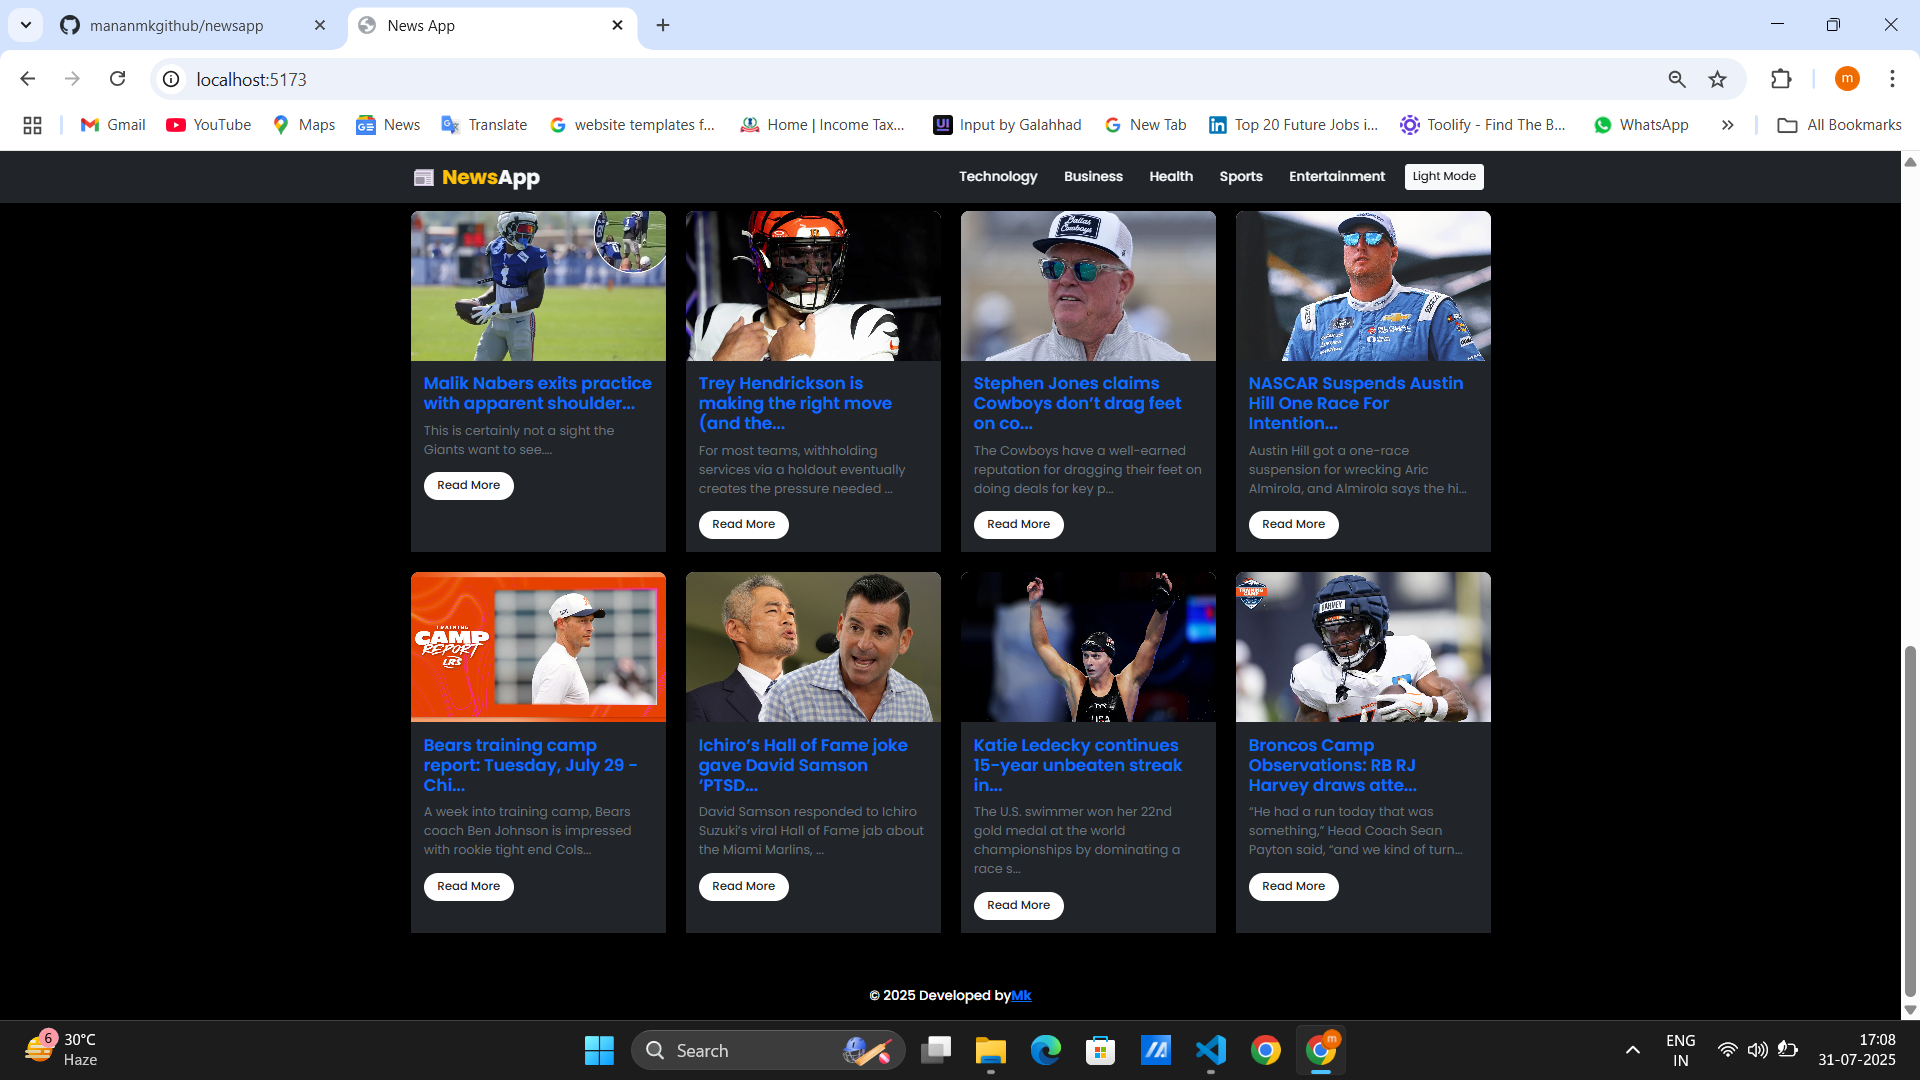 mananmkgithub/newsapp
News App
localhost:5173
m
Gmail
YouTube
Maps
News
Translate
website templates f...
Home | Income Tax...
Input by Galahhad
New Tab
Top 20 Future Jobs i...
Toolify - Find The B...
WhatsApp
All Bookmarks
NewsApp
Technology
Business
Health
Sports
Entertainment
Light Mode
Dallas
Cowboys
Malik Nabers exits practice
with apparent shoulder...
This is certainly not a sight the
Giants want to see....
Read More
Trey Hendrickson is
making the right move
(and the...
For most teams, withholding
services via a holdout eventually
creates the pressure needed ...
Read More
Stephen Jones claims
Cowboys don’t drag feet
on co...
The Cowboys have a well-earned
reputation for dragging their feet on
doing deals for key p...
Read More
NASCAR Suspends Austin
Hill One Race For
Intention...
Austin Hill got a one-race
suspension for wrecking Aric
Almirola, and Almirola says the hi...
Read More
TRAINING
CAMP
REPORT
LRS
USA
HARVEY
Bears training camp
report: Tuesday, July 29 -
Chi...
A week into training camp, Bears
coach Ben Johnson is impressed
with rookie tight end Cols...
Read More
Ichiro’s Hall of Fame joke
gave David Samson
‘PTSD...
David Samson responded to Ichiro
Suzuki’s viral Hall of Fame jab about
the Miami Marlins, ...
Read More
Katie Ledecky continues
15-year unbeaten streak
in...
The U.S. swimmer won her 22nd
gold medal at the world
championships by dominating a
race s...
Read More
Broncos Camp
Observations: RB RJ
Harvey draws atte...
“He had a run today that was
something,” Head Coach Sean
Payton said, “and we kind of turn...
Read More
© 2025 Developed byMk
6
30°C
Haze
Search
m
ENG
IN
17:08
31-07-2025